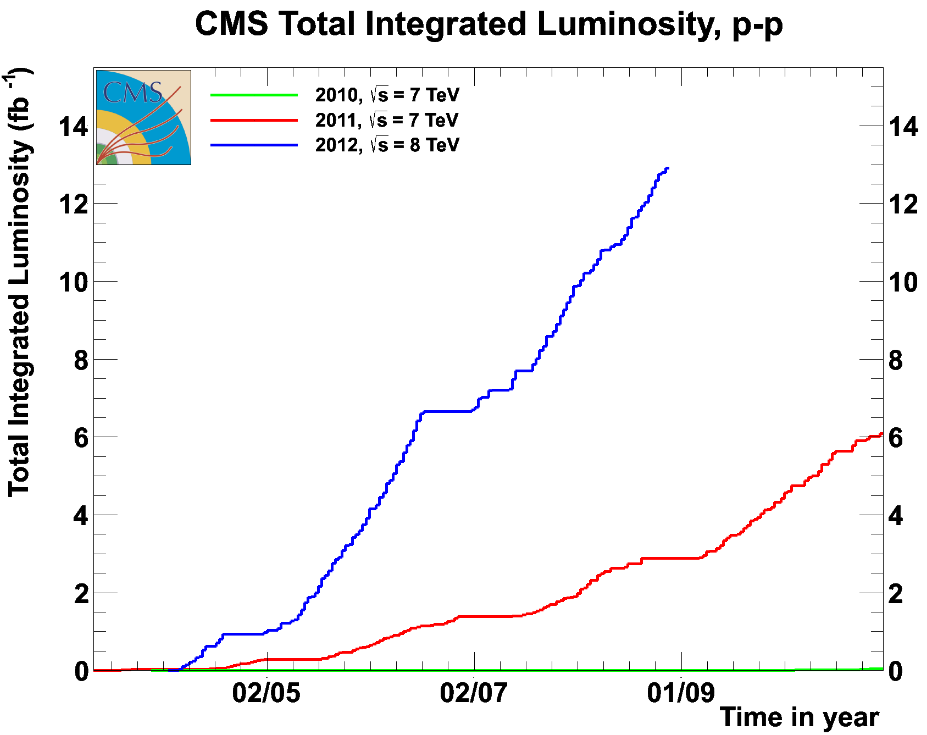 CMS Total Integrated Luminosity, p-p
Total Integrated Luminosity (fb -1)
CMS
2010, √s = 7 TeV
2011, √s = 7 TeV
2012, √s = 8 TeV
14 14
12 12
10 10
8 8
6 6
4 4
2 2
0 0
02/05 02/07 01/09
Time in year